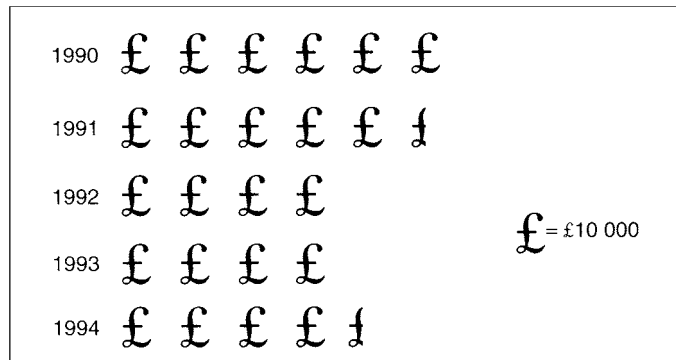 1990 £ £ £ £ £ £
1991 £ £ £ £ £ £
1992 £ £ £ £
£ = £10 000
1993 £ £ £ £
1994 £ £ £ £ £